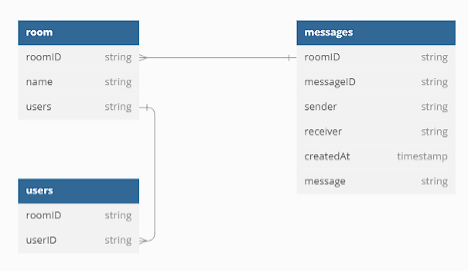 room
roomID string
name string
users string
messages
roomID string
messageID string
sender string
receiver string
createdAt timestamp
message string
users
roomID string
userID string